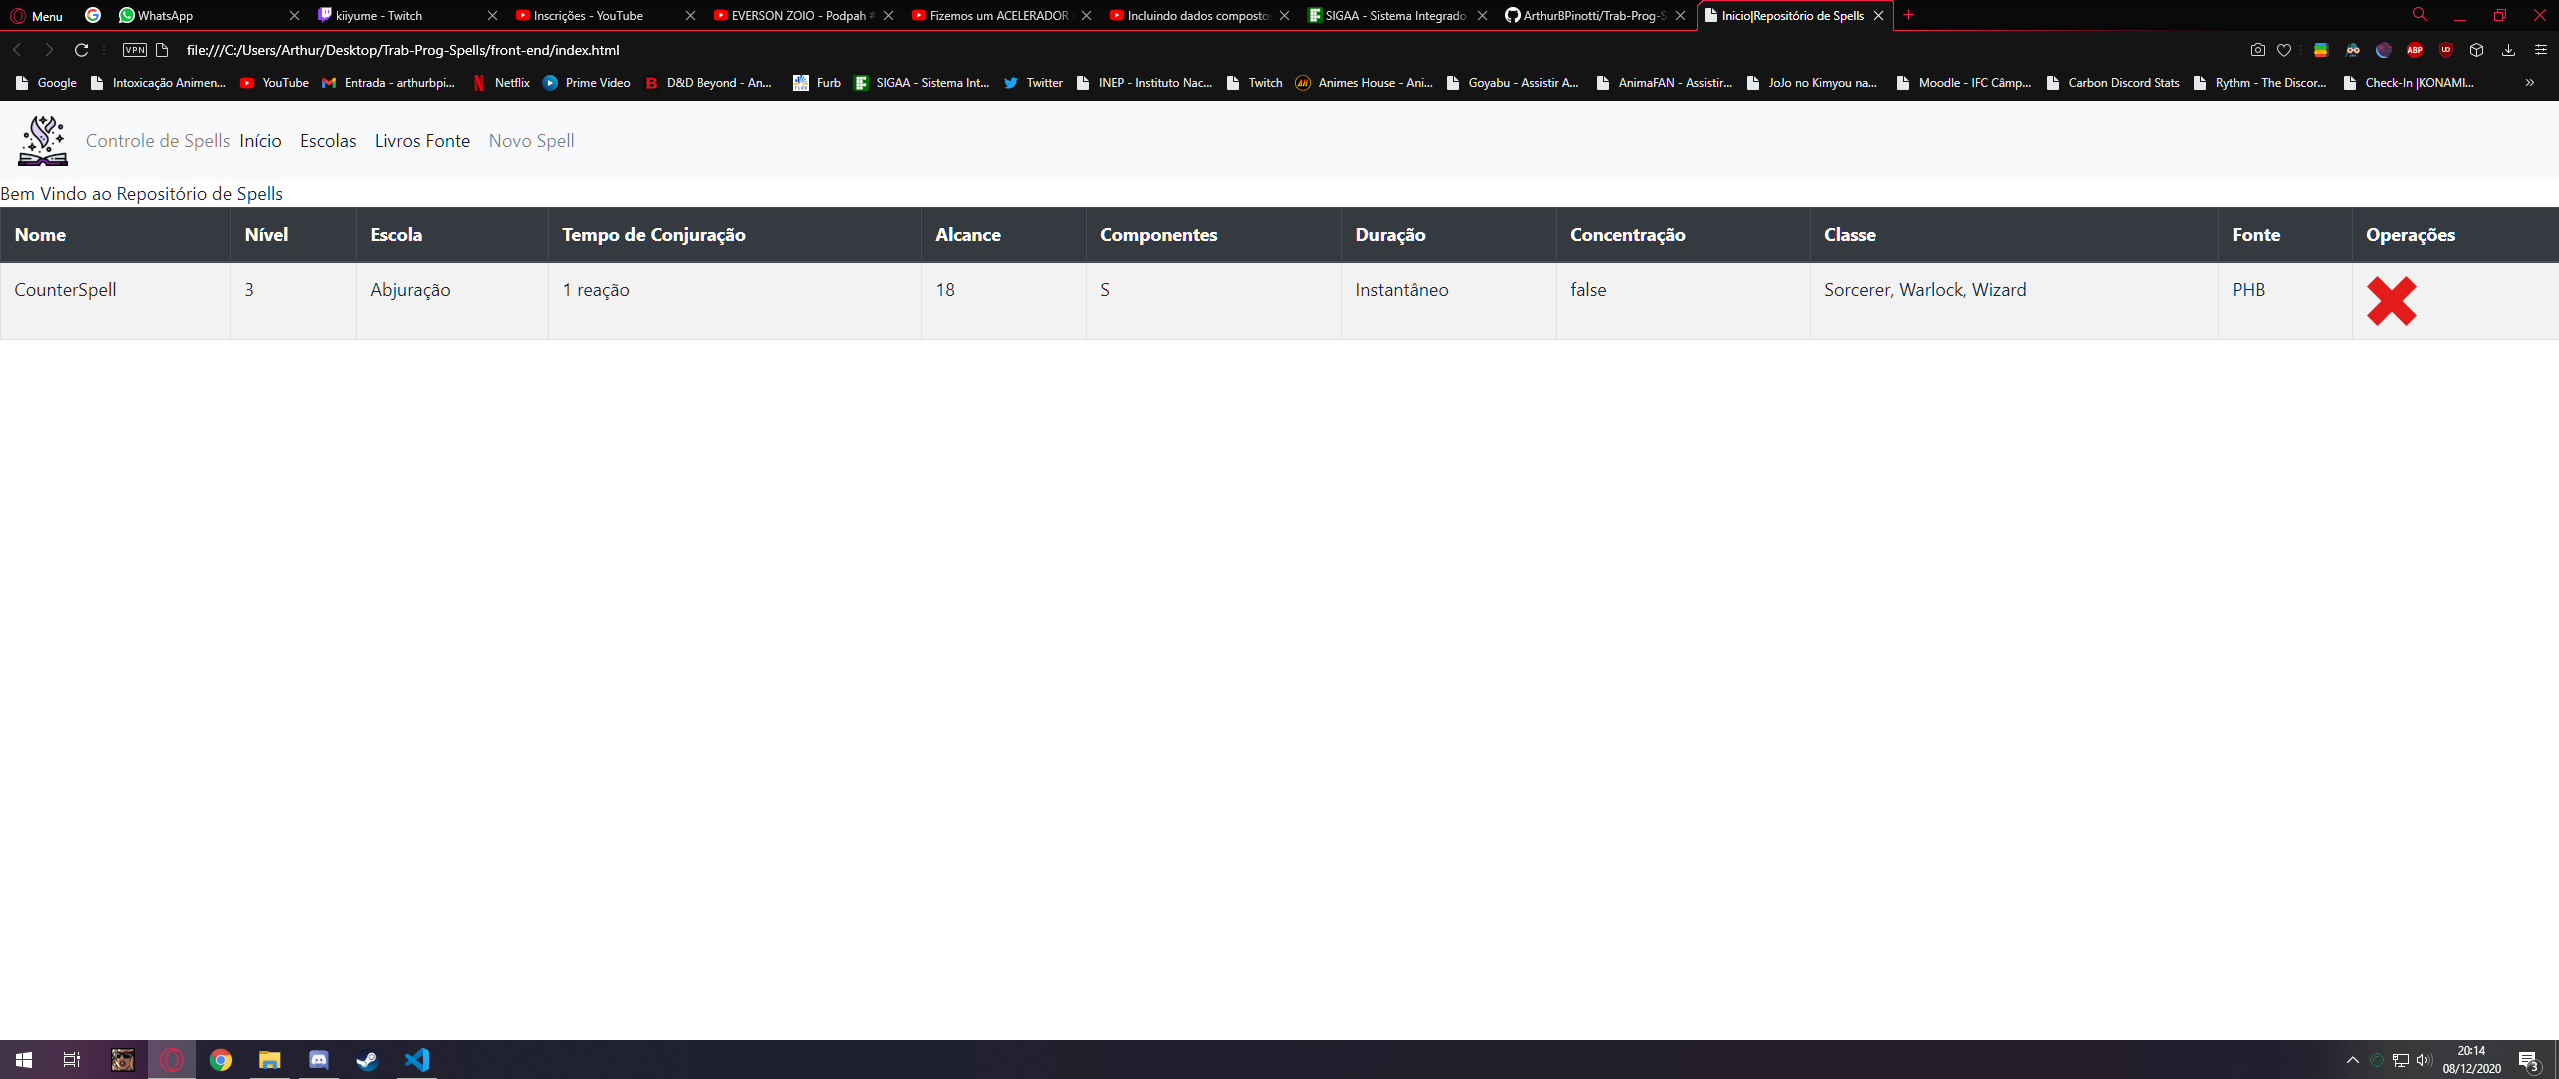 Menu WhatsApp kiiyume - Twitch Inscrições - YouTube EVERSON ZOIO - Podpah # Fizemos um ACELERADOR Incluindo dados composto SIGAA - Sistema Integrado ArthurBPinotti/Trab-Prog-S Inicio|Repositório de Spells
VPN file:///C:/Users/Arthur/Desktop/Trab-Prog-Spells/front-end/index.html ABP
Google Intoxicação Animen... YouTube Entrada - arthurbpi... Netflix Prime Video B D&D Beyond - An... Furb SIGAA - Sistema Int... Twitter INEP - Instituto Nac... Twitch AH Animes House - Ani... Goyabu - Assistir A... AnimaFAN - Assistir... JoJo no Kimyou na... Moodle - IFC Câmp... Carbon Discord Stats Rythm - The Discor... Check-In |KONAMI... »
Controle de Spells Início Escolas Livros Fonte Novo Spell
Bem Vindo ao Repositório de Spells
Nome Nível Escola Tempo de Conjuração Alcance Componentes Duração Concentração Classe Fonte Operações
CounterSpell 3 Abjuração 1 reação 18 S Instantâneo false Sorcerer, Warlock, Wizard PHB
20:14
08/12/2020 3